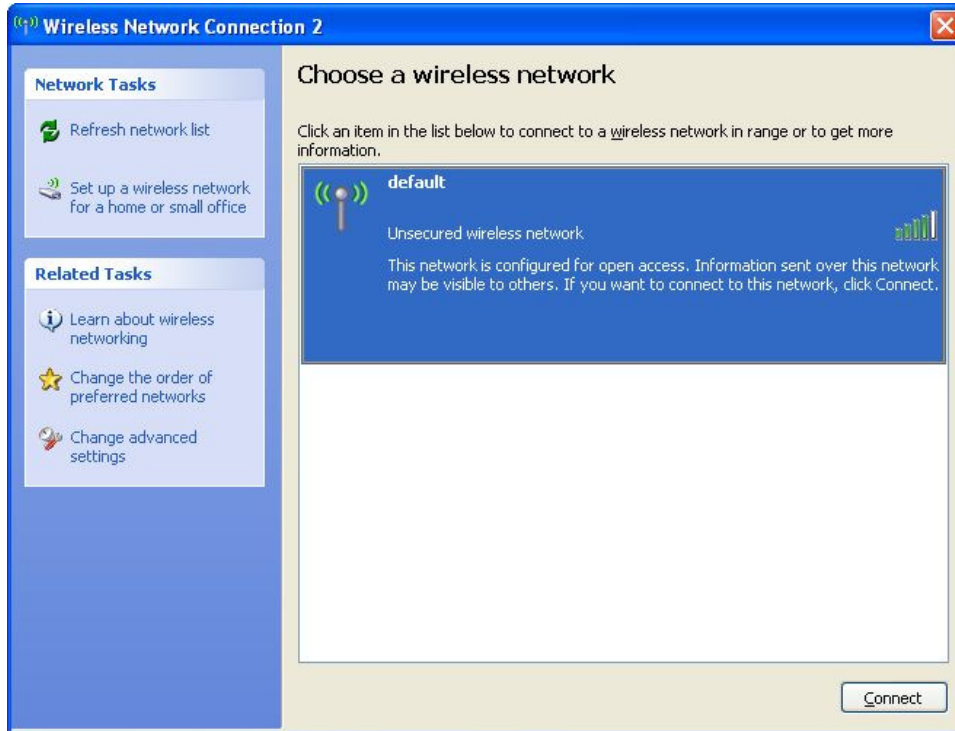 Wireless Network Connection 2
Network Tasks
Refresh network list
Set up a wireless network
for a home or small office
Related Tasks
Learn about wireless
networking
Change the order of
preferred networks
Change advanced
settings
Choose a wireless network
Click an item in the list below to connect to a wireless network in range or to get more
information.
default
Unsecured wireless network
This network is configured for open access. Information sent over this network
may be visible to others. If you want to connect to this network, click Connect.
Connect